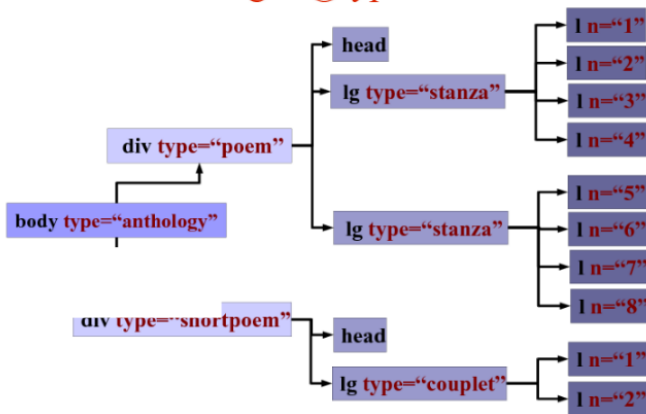 head
lg type=“stanza”
l n=“1”
l n=“2”
l n=“3”
l n=“4”
div type=“poem”
body type=“anthology”
lg type=“stanza”
l n=“5”
l n=“6”
l n=“7”
l n=“8”
div type=“shortpoem”
head
lg type=“couplet”
l n=“1”
l n=“2”